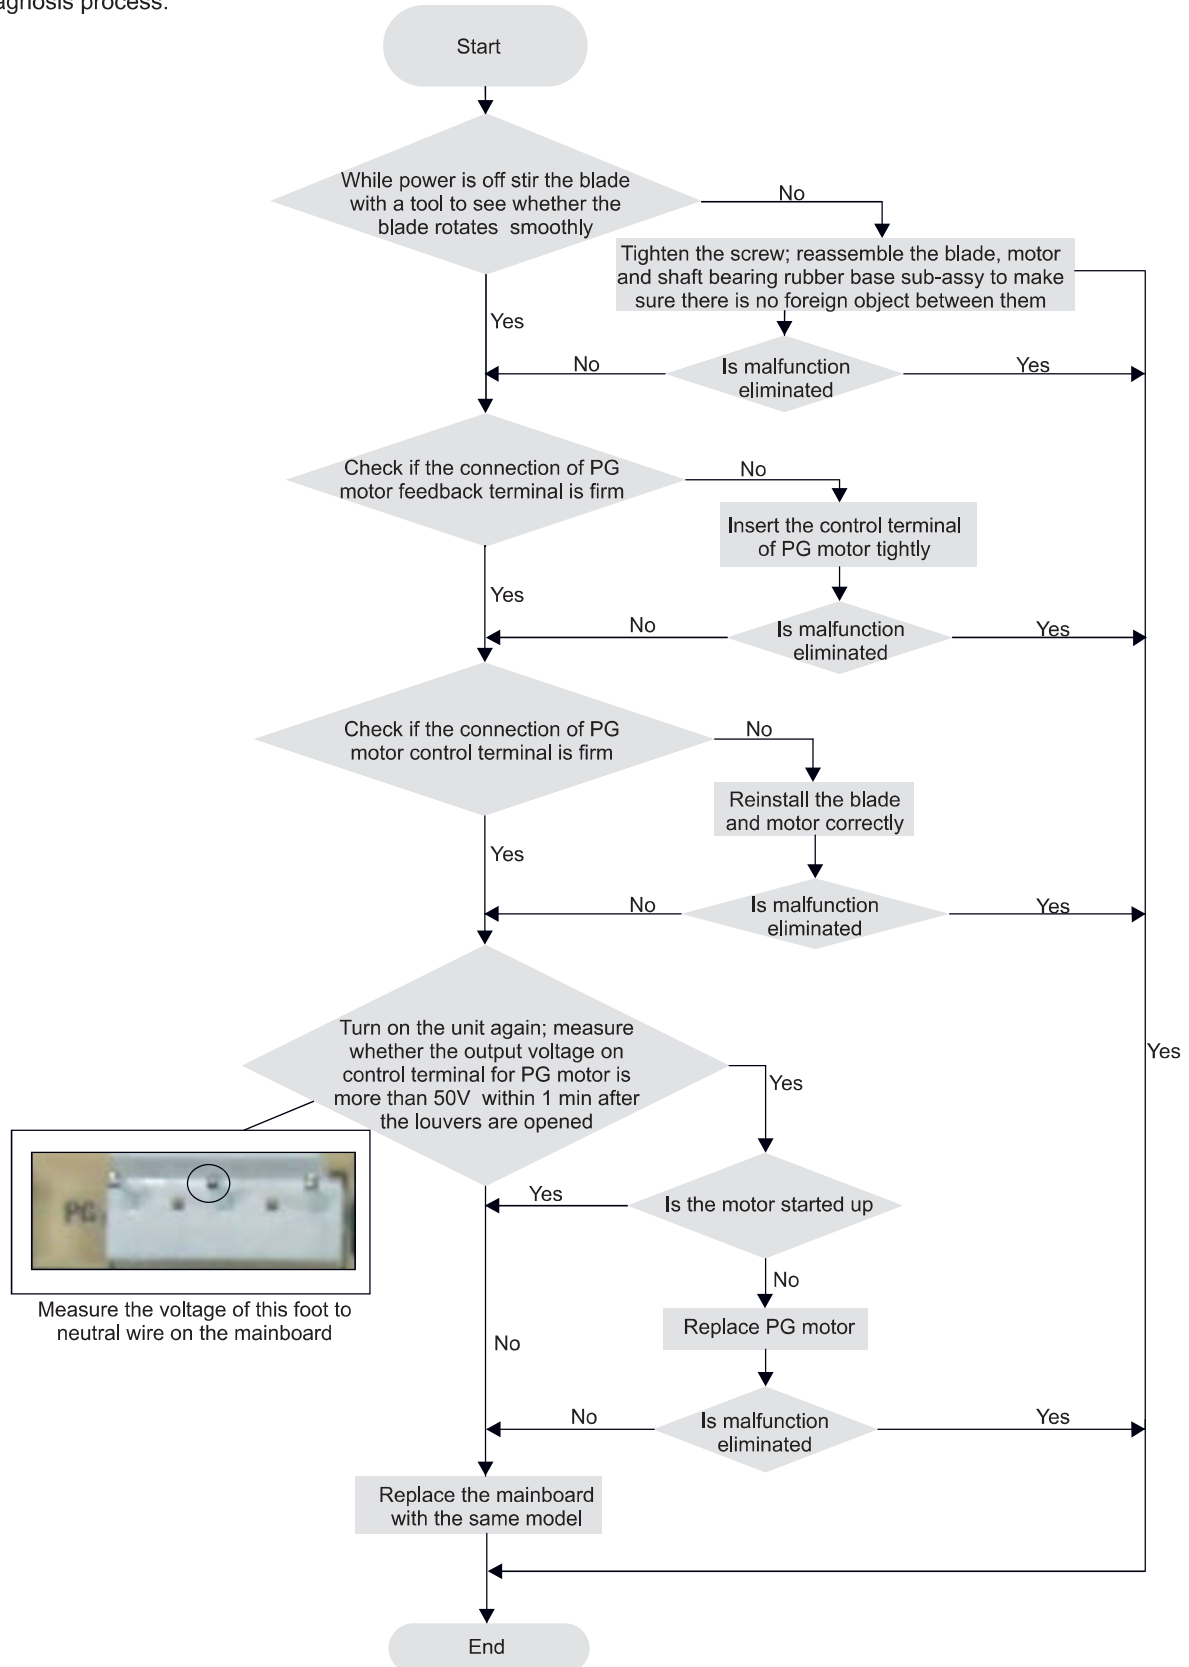 agnosis process:
Start
While power is off stir the blade
with a tool to see whether the
blade rotates smoothly
No
Tighten the screw; reassemble the blade, motor
and shaft bearing rubber base sub-assy to make
sure there is no foreign object between them
Yes
No
Is malfunction
eliminated
Yes
Check if the connection of PG
motor feedback terminal is firm
No
Insert the control terminal
of PG motor tightly
Yes
No
Is malfunction
eliminated
Yes
Check if the connection of PG
motor control terminal is firm
No
Reinstall the blade
and motor correctly
Yes
No
Is malfunction
eliminated
Yes
Turn on the unit again; measure
whether the output voltage on
control terminal for PG motor is
more than 50V within 1 min after
the louvers are opened
Yes
Yes
Yes
Is the motor started up
PG
Measure the voltage of this foot to
neutral wire on the mainboard
No
Replace PG motor
No
No
Is malfunction
eliminated
Yes
Replace the mainboard
with the same model
End